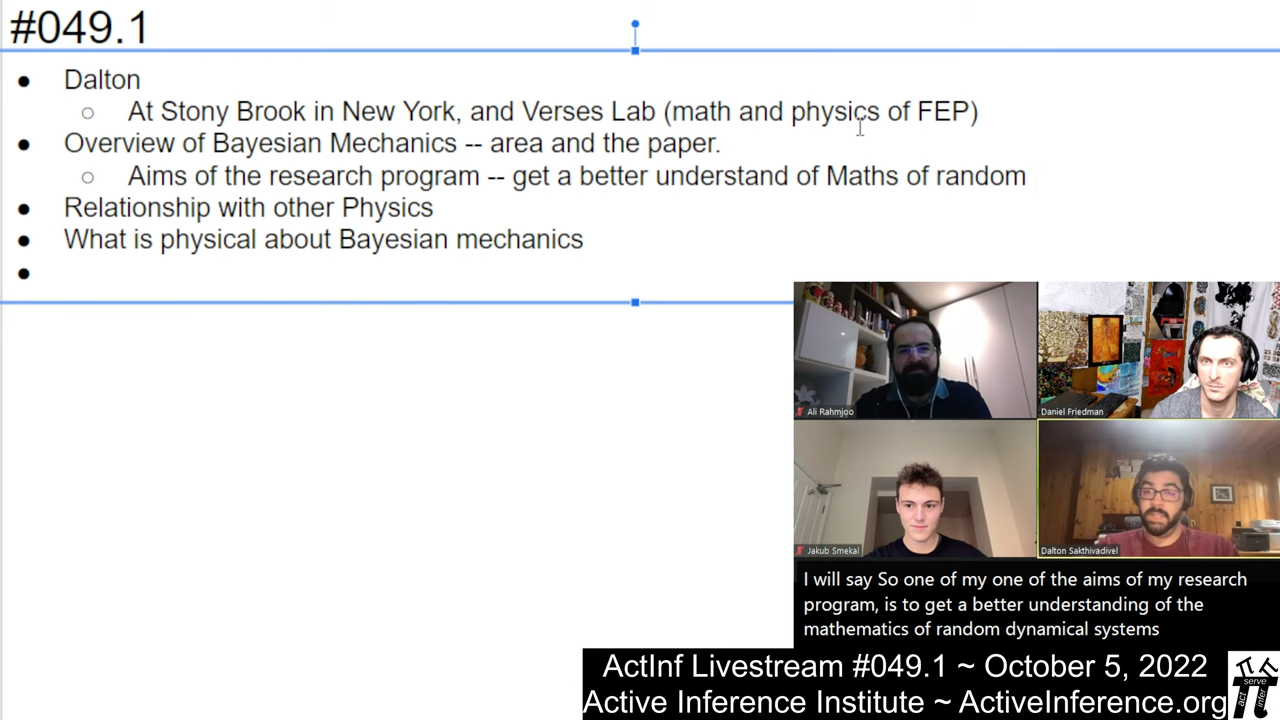 #049.1
● Dalton
○ At Stony Brook in New York, and Verses Lab (math and physics of FEP)
● Overview of Bayesian Mechanics -- area and the paper.
○ Aims of the research program -- get a better understand of Maths of random
● Relationship with other Physics
● What is physical about Bayesian mechanics
●
Ali Rahmjoo
Daniel Friedman
Jakub Smekal
Dalton Sakthivadivel
I will say So one of my one of the aims of my research
program, is to get a better understanding of the
mathematics of random dynamical systems
ActInf Livestream #049.1 ~ October 5, 2022
Active Inference Institute ~ ActiveInference.org
serve
act
infer